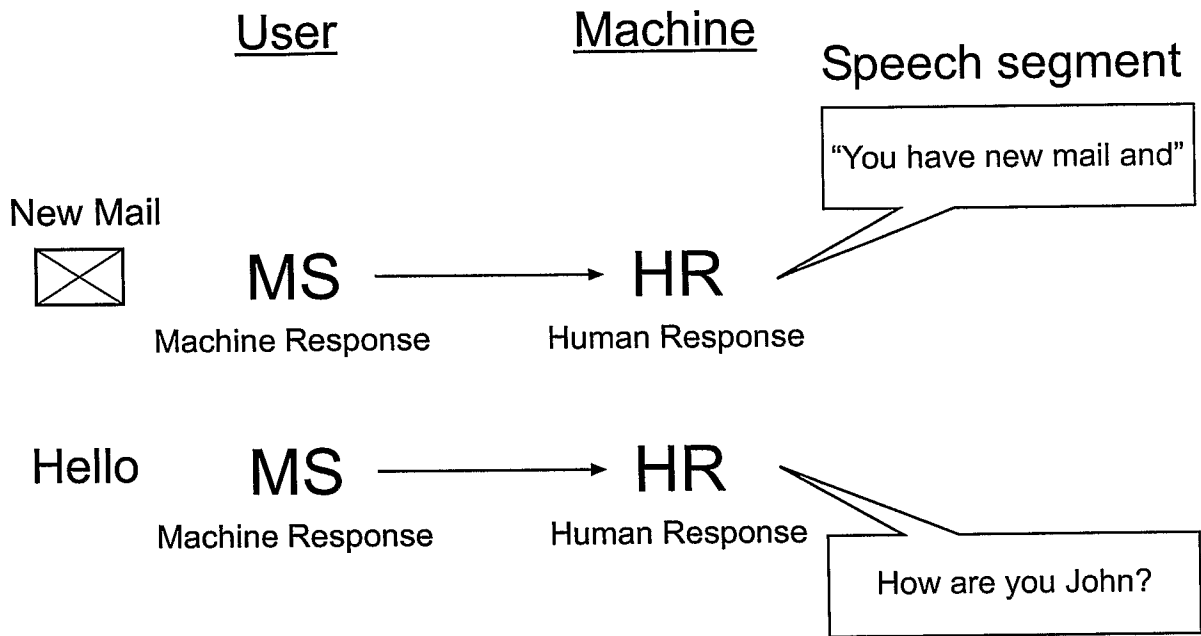 User
Machine
Speech segment
“You have new mail and”
New Mail
MS
HR
Machine Response
Human Response
Hello
MS
HR
Machine Response
Human Response
How are you John?